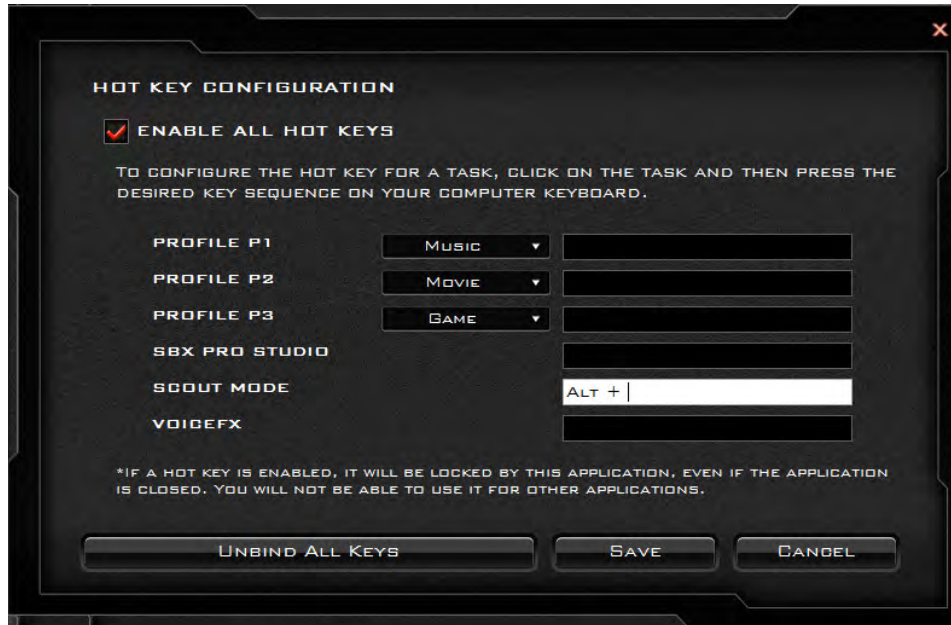 HOT KEY CONFIGURATION
ENABLE ALL HOT KEYS
TO CONFIGURE THE HOT KEY FOR A TASK, CLICK ON THE TASK AND THEN PRESS THE
DESIRED KEY SEQUENCE ON YOUR COMPUTER KEYBOARD.
PROFILE P1 MUSIC
PROFILE P2 MOVIE
PROFILE P3 GAME
SBX PRO STUDIO
SCOUT MODE ALT +
VOICEFX
*IF A HOT KEY IS ENABLED, IT WILL BE LOCKED BY THIS APPLICATION, EVEN IF THE APPLICATION
IS CLOSED. YOU WILL NOT BE ABLE TO USE IT FOR OTHER APPLICATIONS.
UNBIND ALL KEYS SAVE CANCEL